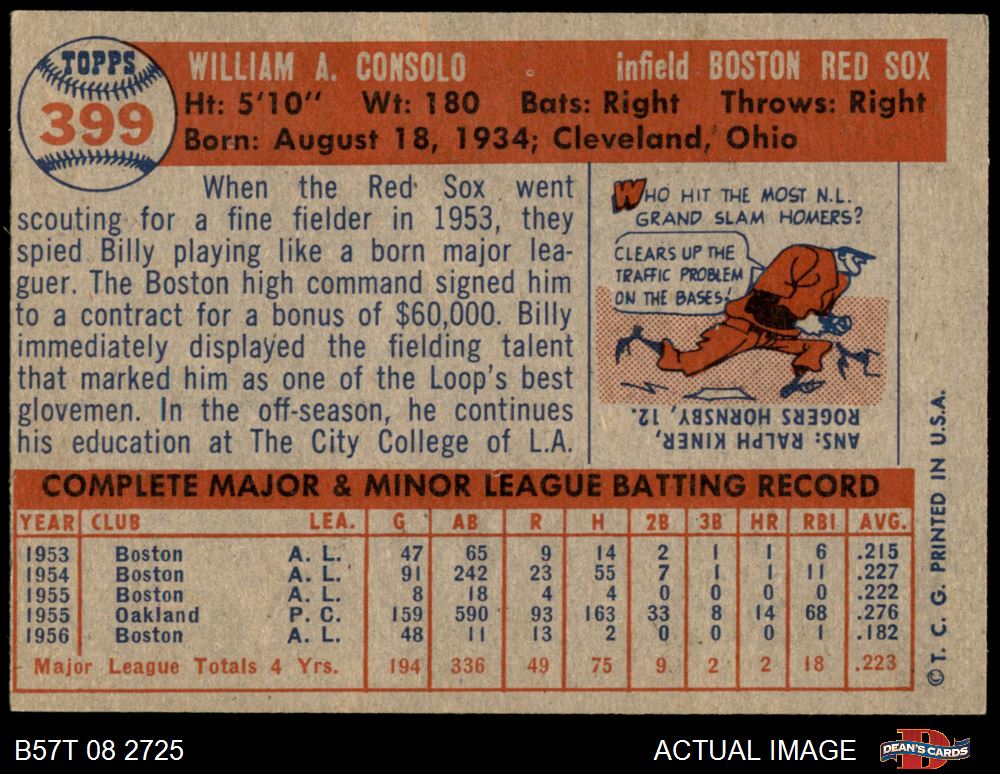 TOPPS
399
WILLIAM A. CONSOLO infield BOSTON RED SOX
Ht: 5'10" Wt: 180 Bats: Right Throws: Right
Born: August 18, 1934; Cleveland, Ohio
When the Red Sox went
scouting for a fine fielder in 1953, they
spied Billy playing like a born major lea-
guer. The Boston high command signed him
to a contract for a bonus of $60,000. Billy
immediately displayed the fielding talent
that marked him as one of the Loop's best
glovemen. In the off-season, he continues
his education at The City College of L.A.
WHO HIT THE MOST N.L.
GRAND SLAM HOMERS?
CLEARS UP THE
TRAFFIC PROBLEM
ON THE BASES!
ANS: RALPH KINER,
ROGERS HORNSBY, 12.
COMPLETE MAJOR & MINOR LEAGUE BATTING RECORD
YEAR CLUB LEA. G AB R H 2B 3B HR RBI AVG.
1953 Boston A. L. 47 65 9 14 2 1 1 6 .215
1954 Boston A. L. 91 242 23 55 7 1 1 11 .227
1955 Boston A. L. 8 18 4 4 0 0 0 0 .222
1955 Oakland P. C. 159 590 93 163 33 8 14 68 .276
1956 Boston A. L. 48 11 13 2 0 0 0 1 .182
Major League Totals 4 Yrs. 194 336 49 75 9 2 2 18 .223
© T. C. G. PRINTED IN U.S.A.
B57T 08 2725 ACTUAL IMAGE
DEAN'S CARDS